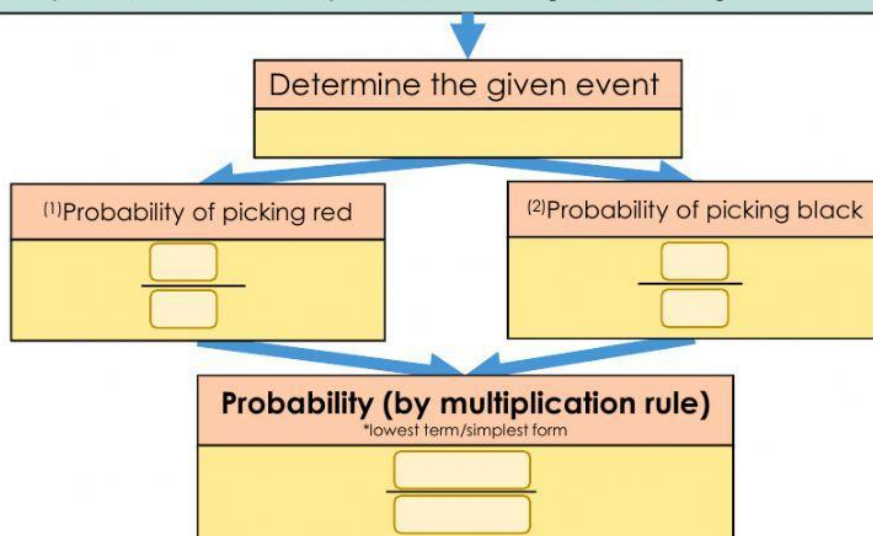 Determine the given event
(1)Probability of picking red
(2)Probability of picking black
Probability (by multiplication rule)
*lowest term/simplest form